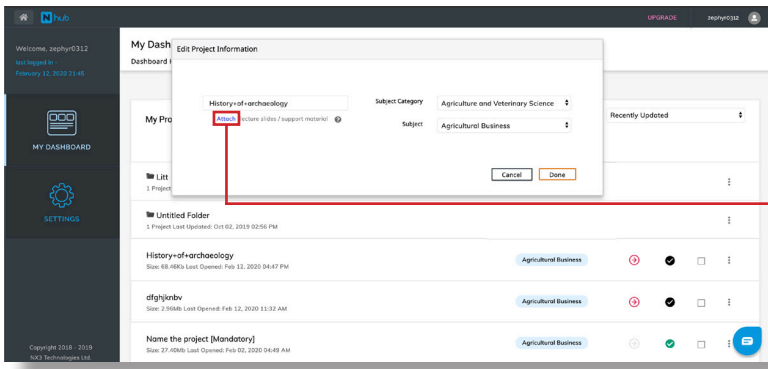 N hub
UPGRADE
zephyr0312
Welcome, zephyr0312
last logged in -
February 12, 2020 21:45
MY DASHBOARD
SETTINGS
Copyright 2018 - 2019
NX3 Technologies Ltd.
My Dash
Dashboard
Edit Project Information
History+of+archaeology
Attach lecture slides / support material
Subject Category
Agriculture and Veterinary Science
Subject
Agricultural Business
Cancel
Done
My Pro
Recently Updated
Litt
1 Project
Untitled Folder
1 Project Last Updated: Oct 02, 2019 02:56 PM
History+of+archaeology
Agricultural Business
Size: 68.46Kb Last Opened: Feb 12, 2020 04:47 PM
dfghjknbv
Agricultural Business
Size: 2.96Mb Last Opened: Feb 12, 2020 11:32 AM
Name the project [Mandatory]
Agricultural Business
Size: 27.40Mb Last Opened: Feb 02, 2020 04:49 AM